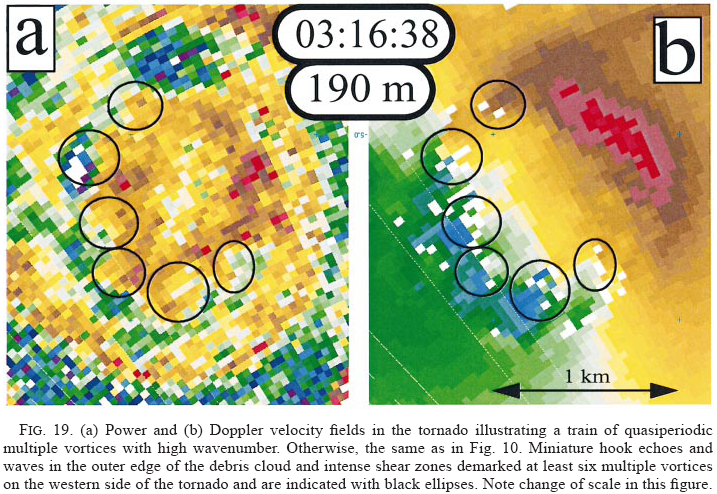 a
03:16:38
190 m
b
1 km
FIG. 19. (a) Power and (b) Doppler velocity fields in the tornado illustrating a train of quasiperiodic
multiple vortices with high wavenumber. Otherwise, the same as in Fig. 10. Miniature hook echoes and
waves in the outer edge of the debris cloud and intense shear zones demarked at least six multiple vortices
on the western side of the tornado and are indicated with black ellipses. Note change of scale in this figure.